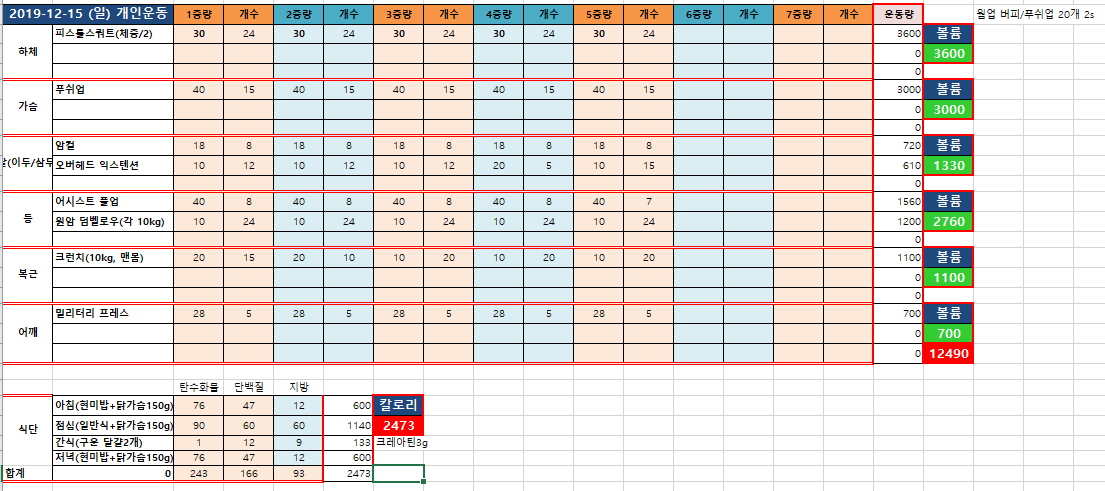 2019-12-15 (일) 개인운동 1중량 개수 2중량 개수 3중량 개수 4중량 개수 5중량 개수 6중량 개수 7중량 개수 운동량 웜업 버피/푸쉬업 20개 2s
하체 피스톨스쿼트(체중/2) 30 24 30 24 30 24 30 24 30 24 3600 볼륨
0 3600
0
가슴 푸쉬업 40 15 40 15 40 15 40 15 40 15 3000 볼륨
0 3000
0
암컬 18 8 18 8 18 8 18 8 18 8 720 볼륨
(이두/삼두 오버헤드 익스텐션 10 12 10 12 10 12 20 5 10 15 610 1330
0
등 어시스트 풀업 40 8 40 8 40 8 40 8 40 7 1560 볼륨
원암 덤벨로우(각 10kg) 10 24 10 24 10 24 10 24 10 24 1200 2760
0
복근 크런치(10kg, 맨몸) 20 15 20 10 10 20 10 20 10 20 1100 볼륨
0 1100
0
어깨 밀리터리 프레스 28 5 28 5 28 5 28 5 28 5 700 볼륨
0 700
0 12490
탄수화물 단백질 지방
식단 아침(현미밥+닭가슴150g) 76 47 12 600 칼로리
점심(일반식+닭가슴150g) 90 60 60 1140 2473
간식(구운 달걀2개) 1 12 9 133 크레아틴3g
저녁(현미밥+닭가슴150g) 76 47 12 600
합계 0 243 166 93 2473